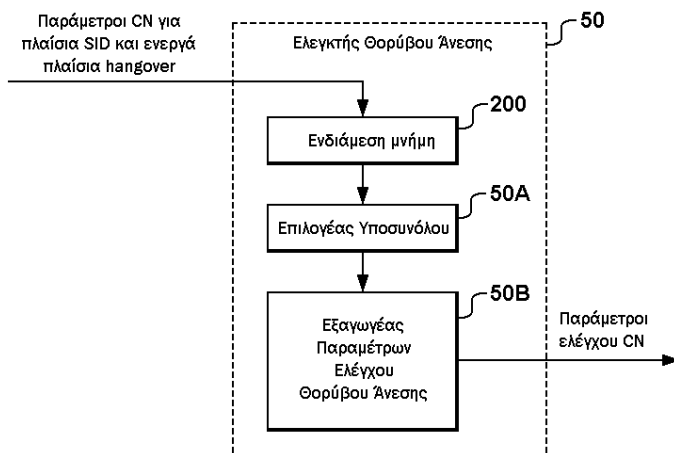 Παράμετροι CN για
πλαίσια SID και ενεργά
πλαίσια hangover
50
Ελεγκτής Θορύβου Άνεσης
200
Ενδιάμεση μνήμη
50A
Επιλογέας Υποσυνόλου
50B
Εξαγωγέας
Παραμέτρων
Ελέγχου
Θορύβου Άνεσης
Παράμετροι
ελέγχου CN